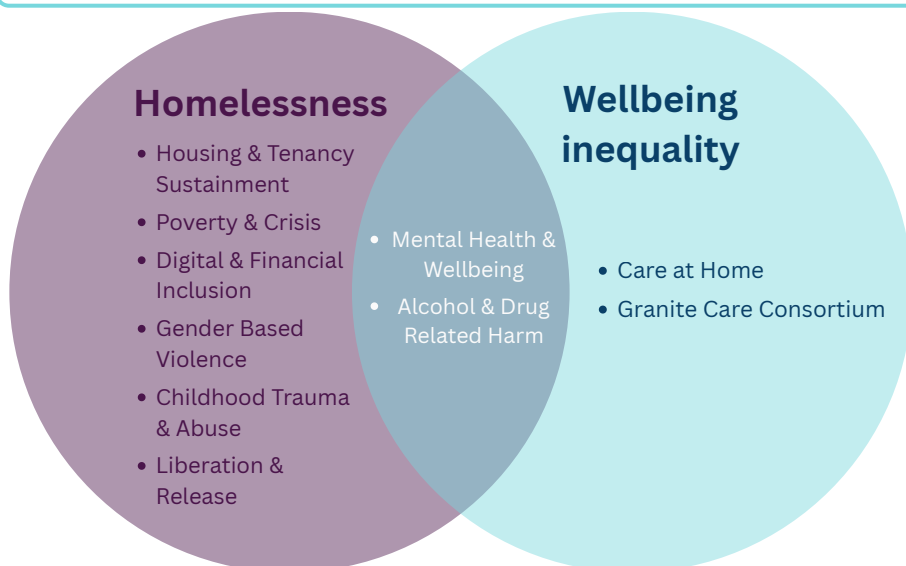 Homelessness
• Housing & Tenancy
Sustainment
• Poverty & Crisis
• Digital & Financial
Inclusion
• Gender Based
Violence
• Childhood Trauma
& Abuse
• Liberation &
Release
• Mental Health &
Wellbeing
• Alcohol & Drug
Related Harm
Wellbeing
inequality
• Care at Home
• Granite Care Consortium